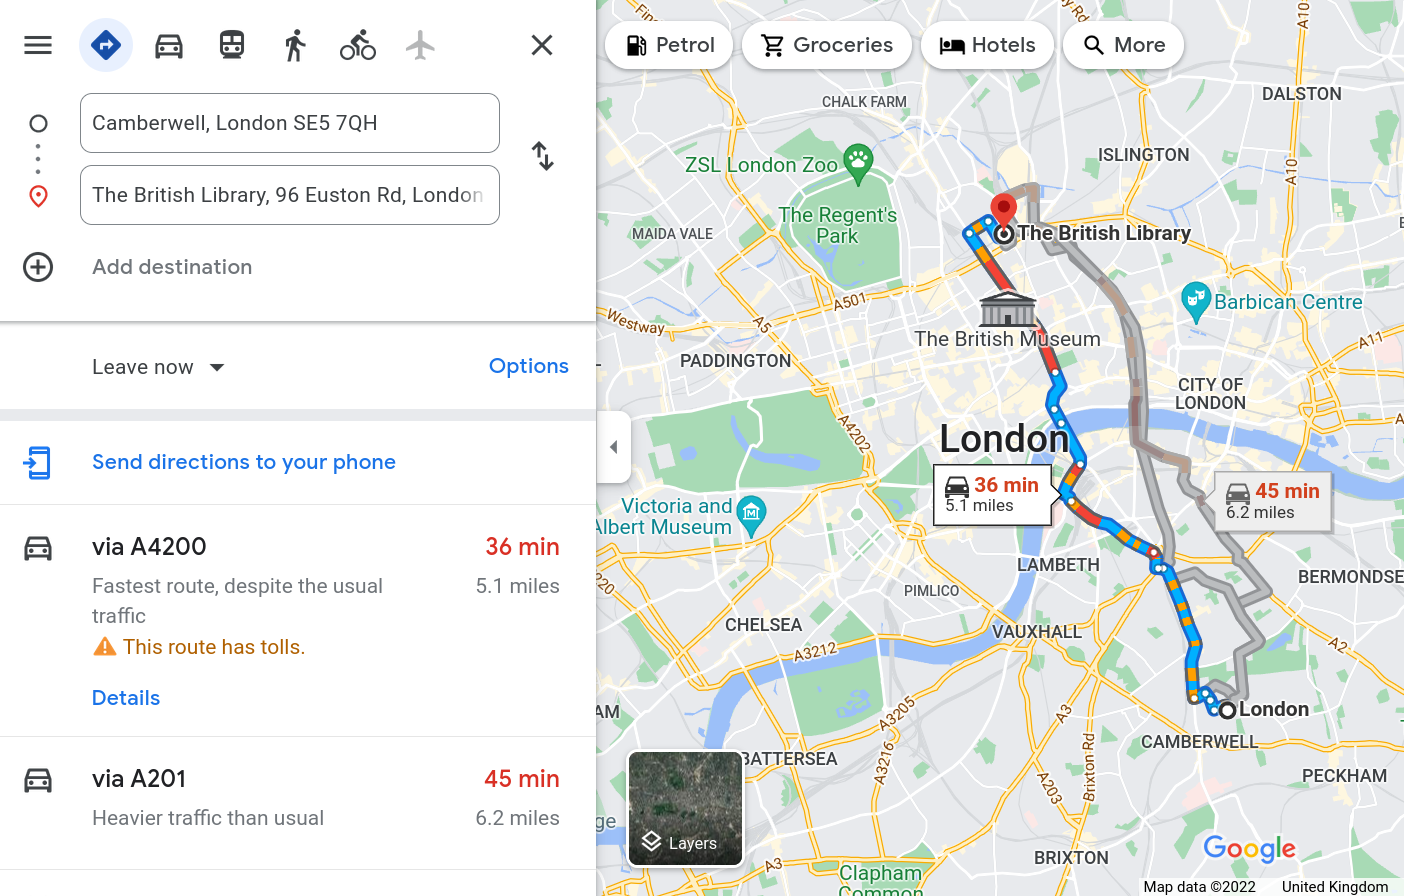 Camberwell, London SE5 7QH
The British Library, 96 Euston Rd, London
Add destination
Leave now
Options
Send directions to your phone
via A4200
36 min
Fastest route, despite the usual
traffic
5.1 miles
This route has tolls.
Details
via A201
45 min
Heavier traffic than usual
6.2 miles
Petrol
Groceries
Hotels
More
A10
CHALK FARM
DALSTON
ZSL London Zoo
ISLINGTON
A10
The Regent's
Park
MAIDA VALE
The British Library
A501
Barbican Centre
Westway
A5
The British Museum
A11
PADDINGTON
CITY OF
LONDON
A4202
London
36 min
5.1 miles
45 min
6.2 miles
Victoria and
Albert Museum
LAMBETH
BERMONDSE
220
PIMLICO
CHELSEA
VAUXHALL
A2
A3212
AM
A3205
A3
London
CAMBERWELL
BATTERSEA
A3216
A203
Brixton Rd
PECKHAM
ge
Layers
BRIXTON
Google
A3
Clapham
Common
Map data ©2022
United Kingdom